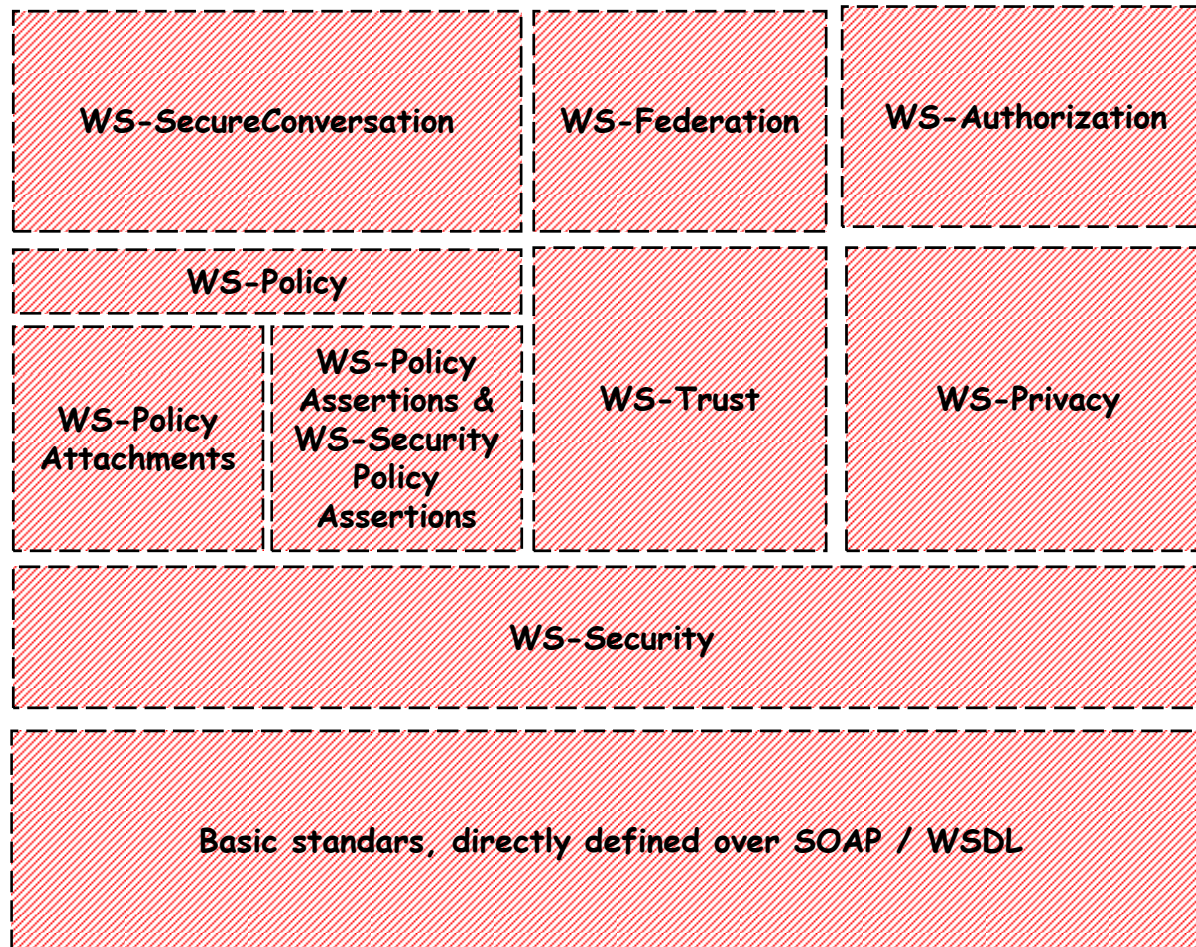 WS-SecureConversation
WS-Federation
WS-Authorization
WS-Policy
WS-Policy
Attachments
WS-Policy
Assertions &
WS-Security
Policy
Assertions
WS-Trust
WS-Privacy
WS-Security
Basic standars, directly defined over SOAP / WSDL